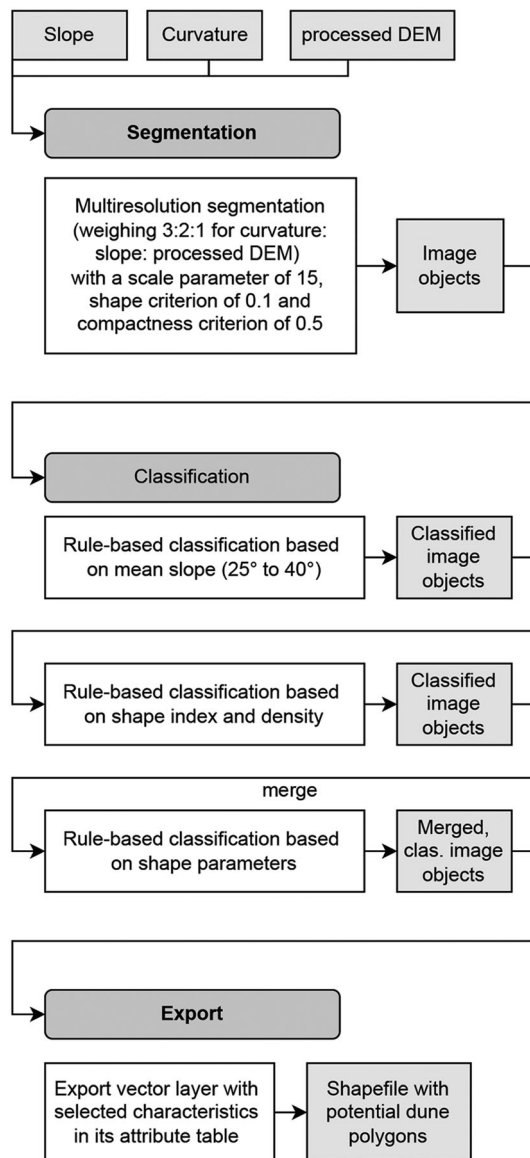 Slope
Curvature
processed DEM
Segmentation
Multiresolution segmentation
(weighing 3:2:1 for curvature:
slope: processed DEM)
with a scale parameter of 15,
shape criterion of 0.1 and
compactness criterion of 0.5
Image
objects
Classification
Rule-based classification based
on mean slope (25° to 40°)
Classified
image
objects
Rule-based classification based
on shape index and density
Classified
image
objects
merge
Rule-based classification based
on shape parameters
Merged,
clas. image
objects
Export
Export vector layer with
selected characteristics
in its attribute table
Shapefile with
potential dune
polygons